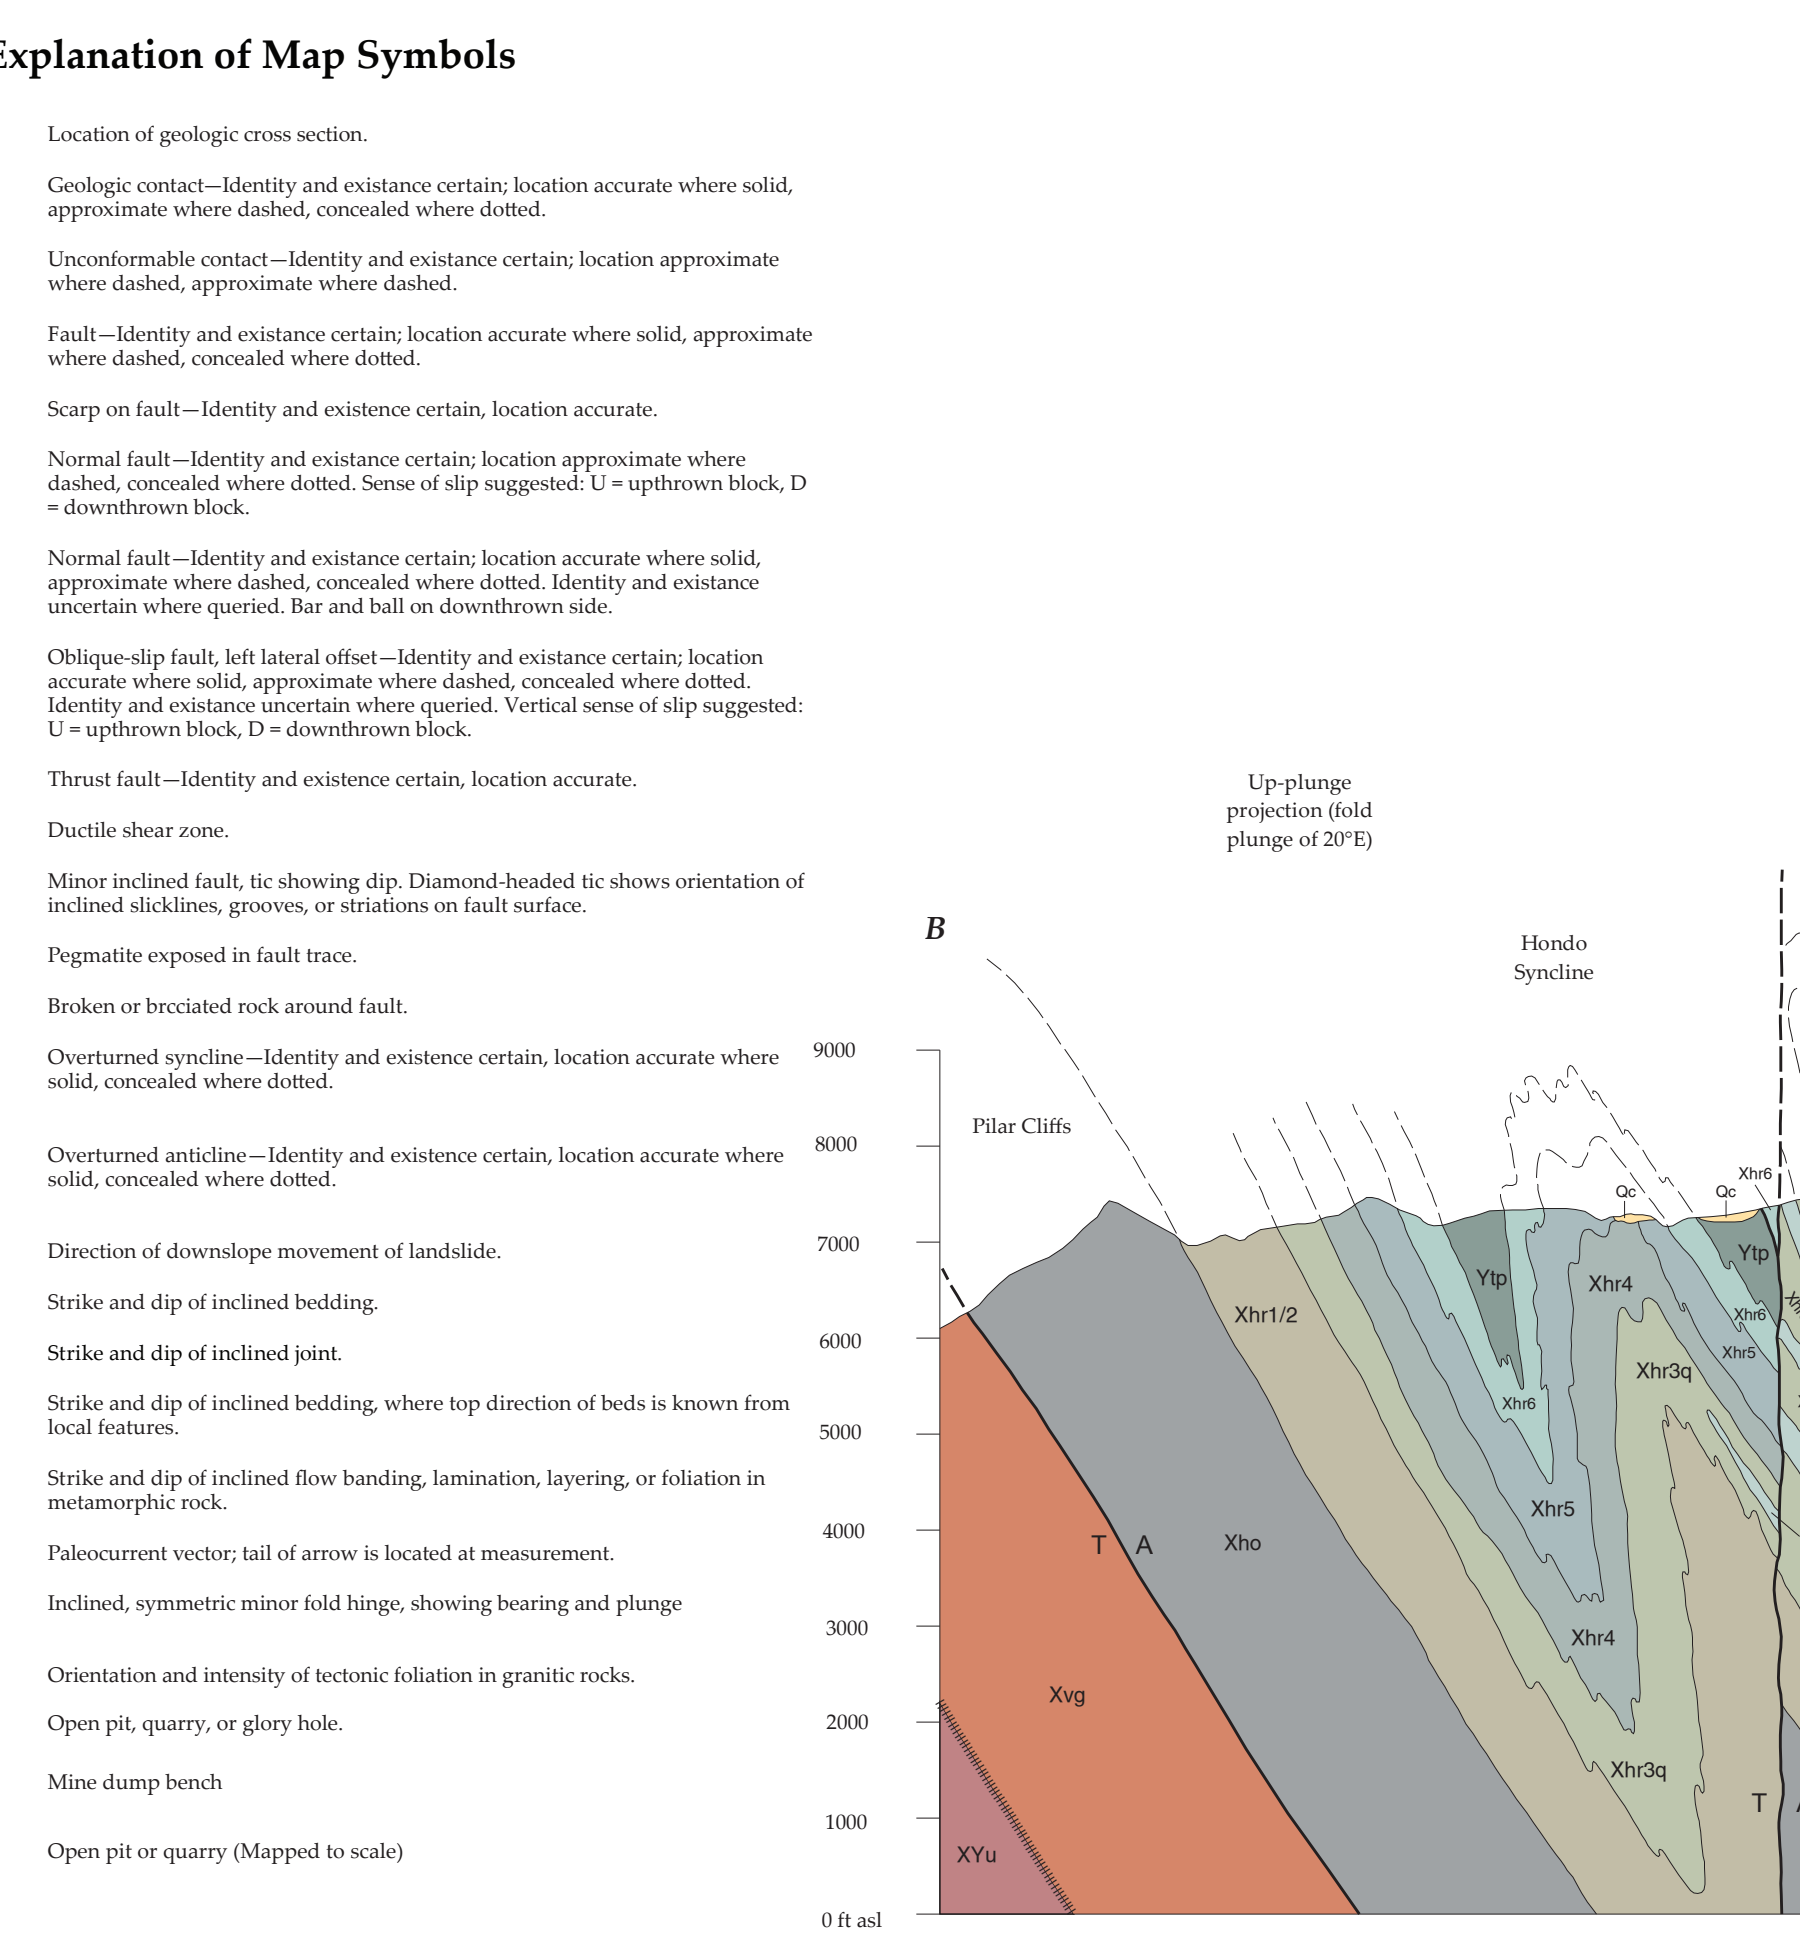 Explanation of Map Symbols
Location of geologic cross section.
Geologic contact—Identity and existance certain; location accurate where solid,
approximate where dashed, concealed where dotted.
Unconformable contact—Identity and existance certain; location approximate
where dashed, approximate where dashed.
Fault—Identity and existance certain; location accurate where solid, approximate
where dashed, concealed where dotted.
Scarp on fault—Identity and existence certain, location accurate.
Normal fault—Identity and existance certain; location approximate where
dashed, concealed where dotted. Sense of slip suggested: U = upthrown block, D
= downthrown block.
Normal fault—Identity and existance certain; location accurate where solid,
approximate where dashed, concealed where dotted. Identity and existance
uncertain where queried. Bar and ball on downthrown side.
Oblique-slip fault, left lateral offset—Identity and existance certain; location
accurate where solid, approximate where dashed, concealed where dotted.
Identity and existance uncertain where queried. Vertical sense of slip suggested:
U = upthrown block, D = downthrown block.
Thrust fault—Identity and existence certain, location accurate.
Ductile shear zone.
Minor inclined fault, tic showing dip. Diamond-headed tic shows orientation of
inclined slicklines, grooves, or striations on fault surface.
Pegmatite exposed in fault trace.
Broken or brcciated rock around fault.
Overturned syncline—Identity and existence certain, location accurate where
solid, concealed where dotted.
Overturned anticline—Identity and existence certain, location accurate where
solid, concealed where dotted.
Direction of downslope movement of landslide.
Strike and dip of inclined bedding.
Strike and dip of inclined joint.
Strike and dip of inclined bedding, where top direction of beds is known from
local features.
Strike and dip of inclined flow banding, lamination, layering, or foliation in
metamorphic rock.
Paleocurrent vector; tail of arrow is located at measurement.
Inclined, symmetric minor fold hinge, showing bearing and plunge
Orientation and intensity of tectonic foliation in granitic rocks.
Open pit, quarry, or glory hole.
Mine dump bench
Open pit or quarry (Mapped to scale)
Up-plunge
projection (fold
plunge of 20°E)
B
Hondo
Syncline
Pilar Cliffs
9000
8000
7000
6000
5000
4000
3000
2000
1000
0 ft asl
Xhr6
Qc
Qc
Ytp
Ytp
Xhr4
Xhr1/2
Xhr6
Xhr5
Xhr3q
Xhr6
Xhr5
T A
Xho
Xhr4
Xvg
Xhr3q
T
XYu